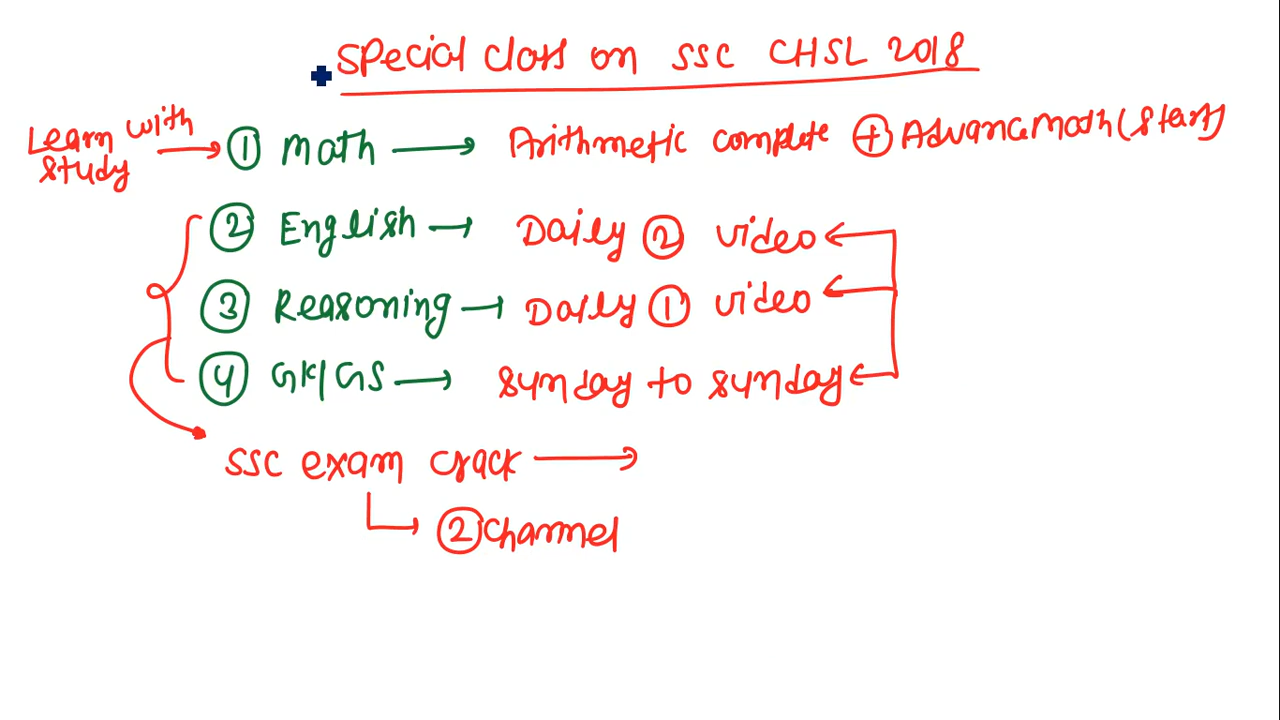 Special class on SSC CHSL 2018
Learn with study → ① Math → Arithmetic complete ⊕ Advance Math (Start)
② English → Daily ② video
③ Reasoning → Daily ① video
④ GK/GS → Sunday to Sunday
SSC exam crack →
② Channel